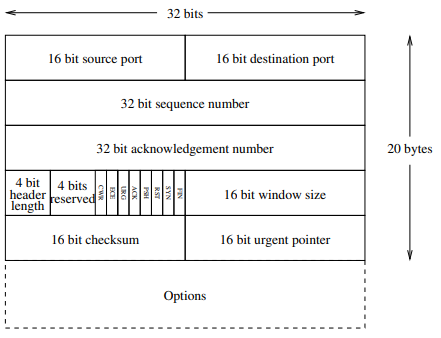 32 bits
16 bit source port
16 bit destination port
32 bit sequence number
32 bit acknowledgement number
20 bytes
4 bit
header
length
4 bits
reserved
CWR
ECE
URG
ACK
PSH
RST
SYN
FIN
16 bit window size
16 bit checksum
16 bit urgent pointer
Options